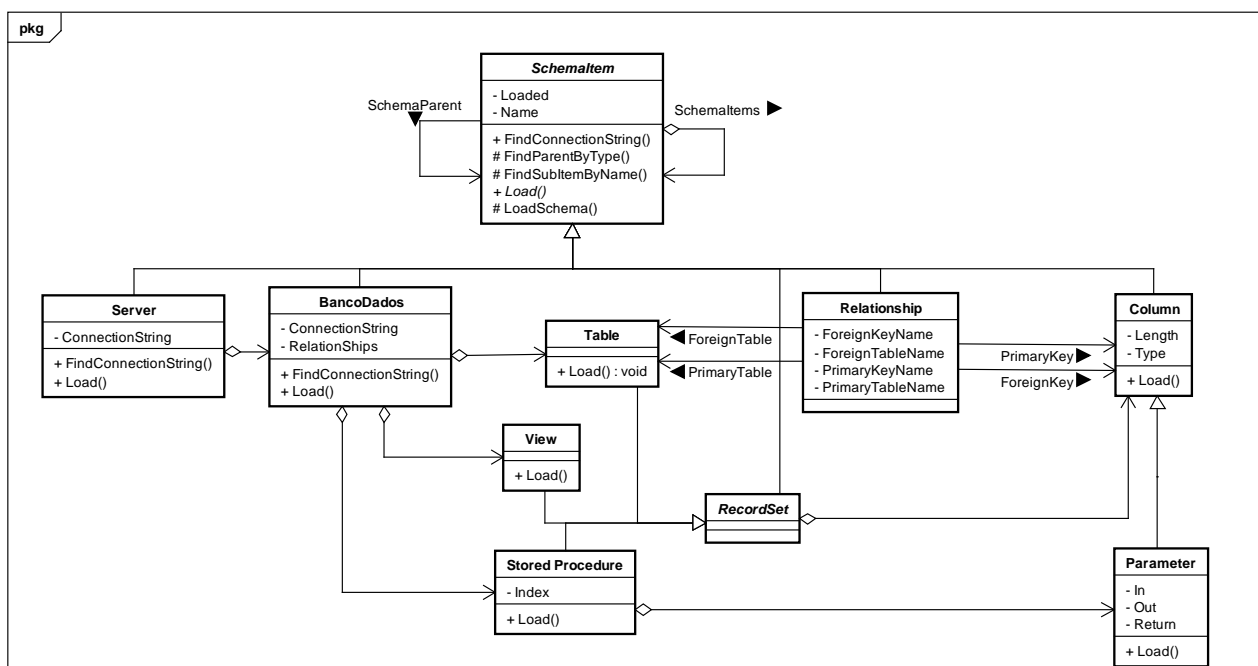 pkg
SchemaItem
- Loaded
- Name
+ FindConnectionString()
# FindParentByType()
# FindSubItemByName()
+ Load()
# LoadSchema()
SchemaParent
SchemaItems
Server
- ConnectionString
+ FindConnectionString()
+ Load()
BancoDados
- ConnectionString
- RelationShips
+ FindConnectionString()
+ Load()
Table
+ Load() : void
ForeignTable
PrimaryTable
Relationship
- ForeignKeyName
- ForeignTableName
- PrimaryKeyName
- PrimaryTableName
PrimaryKey
ForeignKey
Column
- Length
- Type
+ Load()
View
+ Load()
RecordSet
Stored Procedure
- Index
+ Load()
Parameter
- In
- Out
- Return
+ Load()